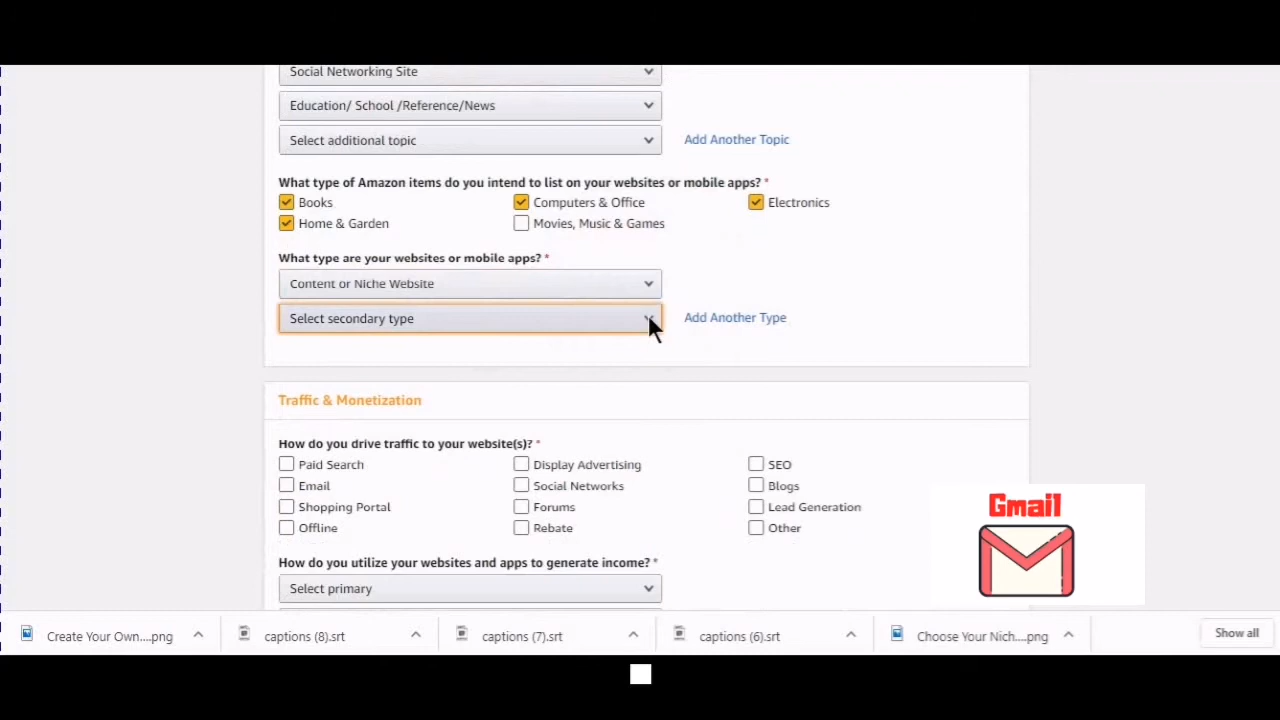 Social Networking Site
Education/ School /Reference/News
Select additional topic Add Another Topic
What type of Amazon items do you intend to list on your websites or mobile apps? *
Books Computers & Office Electronics
Home & Garden Movies, Music & Games
What type are your websites or mobile apps? *
Content or Niche Website
Select secondary type Add Another Type
Traffic & Monetization
How do you drive traffic to your website(s)? *
Paid Search Display Advertising SEO
Email Social Networks Blogs
Shopping Portal Forums Lead Generation
Offline Rebate Other
Gmail
How do you utilize your websites and apps to generate income? *
Select primary
Create Your Own....png captions (8).srt captions (7).srt captions (6).srt Choose Your Nich....png Show all